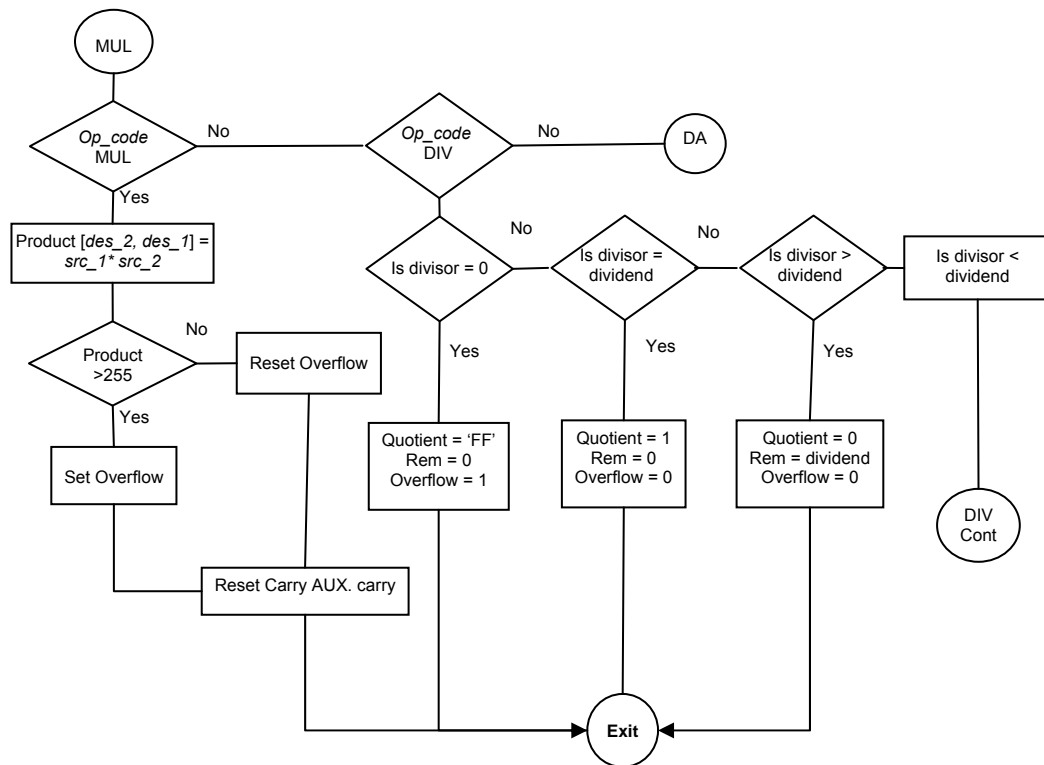 MUL
Op_code
MUL
No
Op_code
DIV
No
DA
Yes
Product [des_2, des_1] =
src_1* src_2
Is divisor = 0
No
Is divisor =
dividend
No
Is divisor >
dividend
Is divisor <
dividend
Product
>255
No
Reset Overflow
Yes
Yes
Yes
Yes
Set Overflow
Quotient = ‘FF’
Rem = 0
Overflow = 1
Quotient = 1
Rem = 0
Overflow = 0
Quotient = 0
Rem = dividend
Overflow = 0
DIV
Cont
Reset Carry AUX. carry
Exit